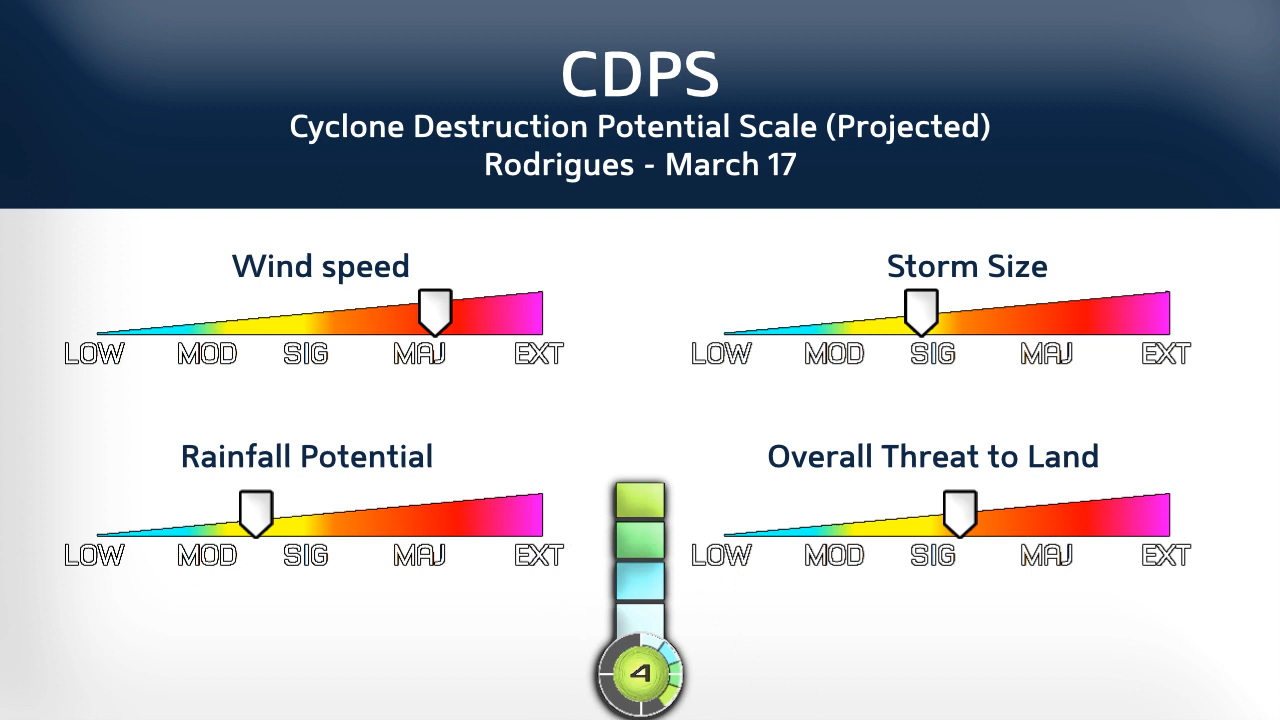 CDPS
Cyclone Destruction Potential Scale (Projected)
Rodrigues - March 17
Wind speed
LOW MOD SIG MAJ EXT
Storm Size
LOW MOD SIG MAJ EXT
Rainfall Potential
LOW MOD SIG MAJ EXT
Overall Threat to Land
LOW MOD SIG MAJ EXT
4